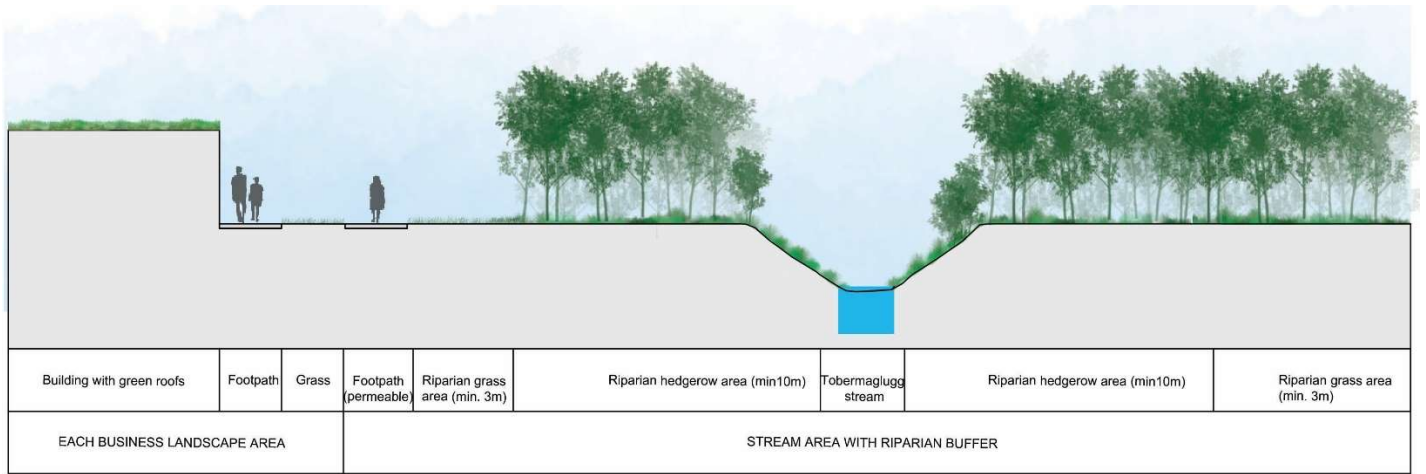 Building with green roofs
Footpath
Grass
Footpath
(permeable)
Riparian grass
area (min. 3m)
Riparian hedgerow area (min10m)
Tobermaglugg
stream
Riparian hedgerow area (min10m)
Riparian grass area
(min. 3m)
EACH BUSINESS LANDSCAPE AREA
STREAM AREA WITH RIPARIAN BUFFER